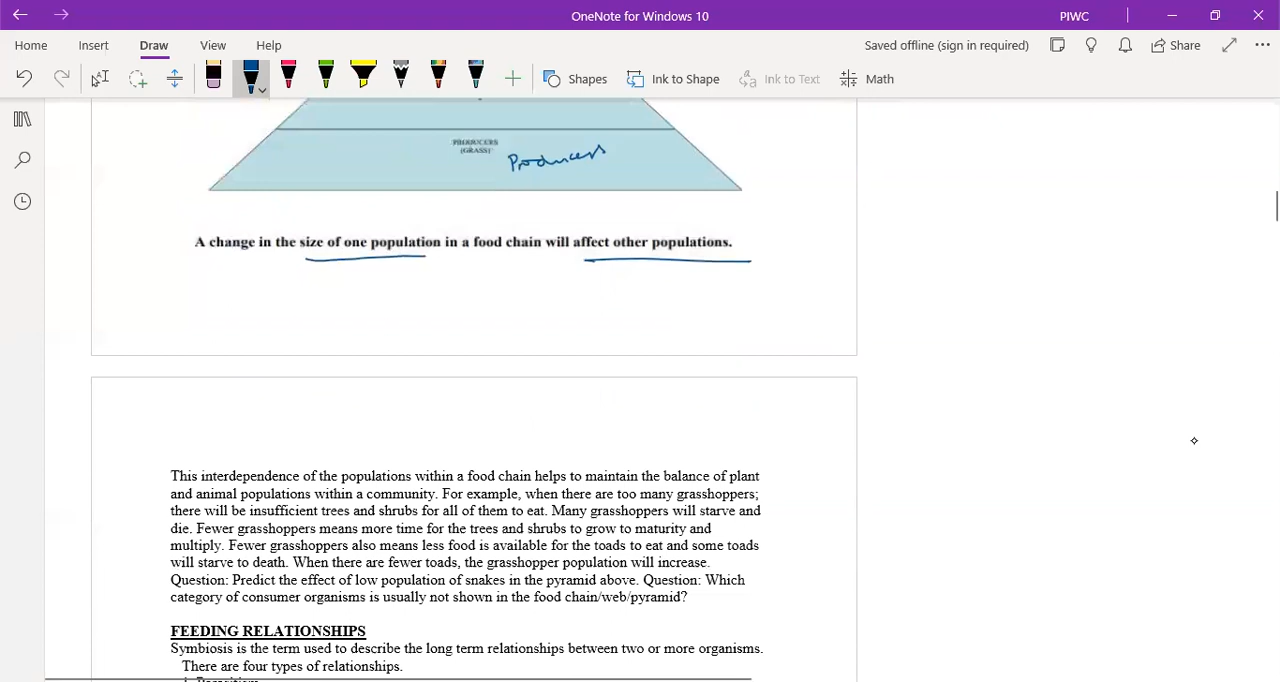 OneNote for Windows 10
PIWC
Home Insert Draw View Help
Saved offline (sign in required)
Share
Shapes
Ink to Shape
Ink to Text
Math
PRODUCERS
(GRASS)
Producers
A change in the size of one population in a food chain will affect other populations.
This interdependence of the populations within a food chain helps to maintain the balance of plant
and animal populations within a community. For example, when there are too many grasshoppers;
there will be insufficient trees and shrubs for all of them to eat. Many grasshoppers will starve and
die. Fewer grasshoppers means more time for the trees and shrubs to grow to maturity and
multiply. Fewer grasshoppers also means less food is available for the toads to eat and some toads
will starve to death. When there are fewer toads, the grasshopper population will increase.
Question: Predict the effect of low population of snakes in the pyramid above. Question: Which
category of consumer organisms is usually not shown in the food chain/web/pyramid?
FEEDING RELATIONSHIPS
Symbiosis is the term used to describe the long term relationships between two or more organisms.
There are four types of relationships.